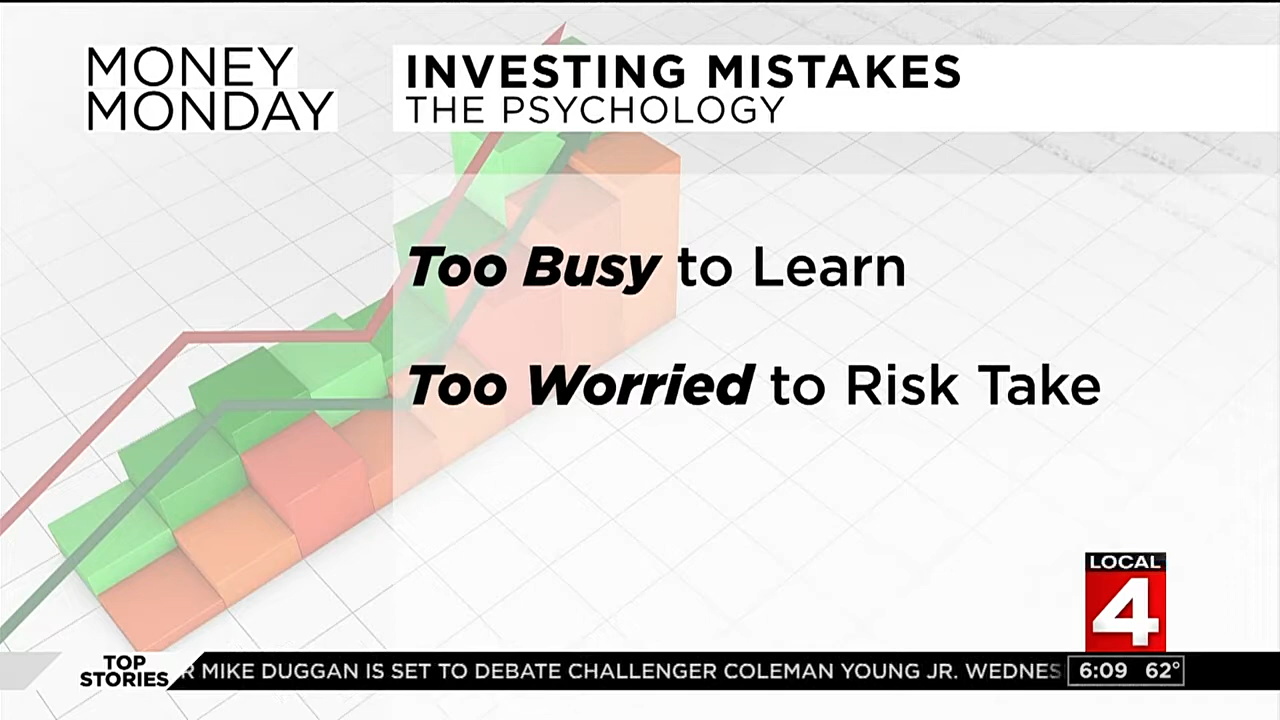 MONEY
MONDAY
INVESTING MISTAKES
THE PSYCHOLOGY
Too Busy to Learn
Too Worried to Risk Take
LOCAL
4
TOP
STORIES
R MIKE DUGGAN IS SET TO DEBATE CHALLENGER COLEMAN YOUNG JR. WEDNES
6:09 62°